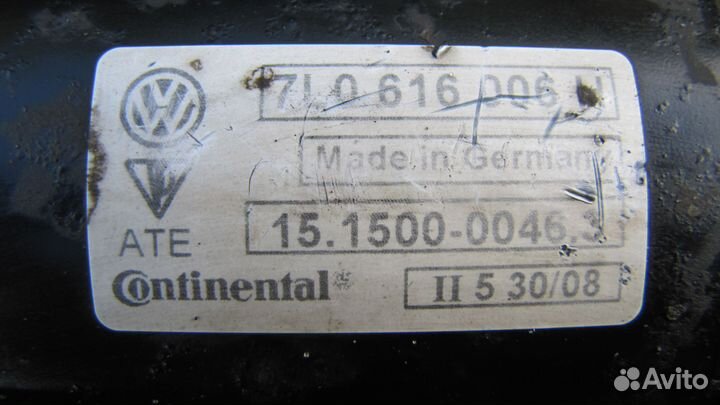 7L0 616 006
Made in Germany
ATE
15.1500-0046.3
Continental
II 5 30/08
Avito